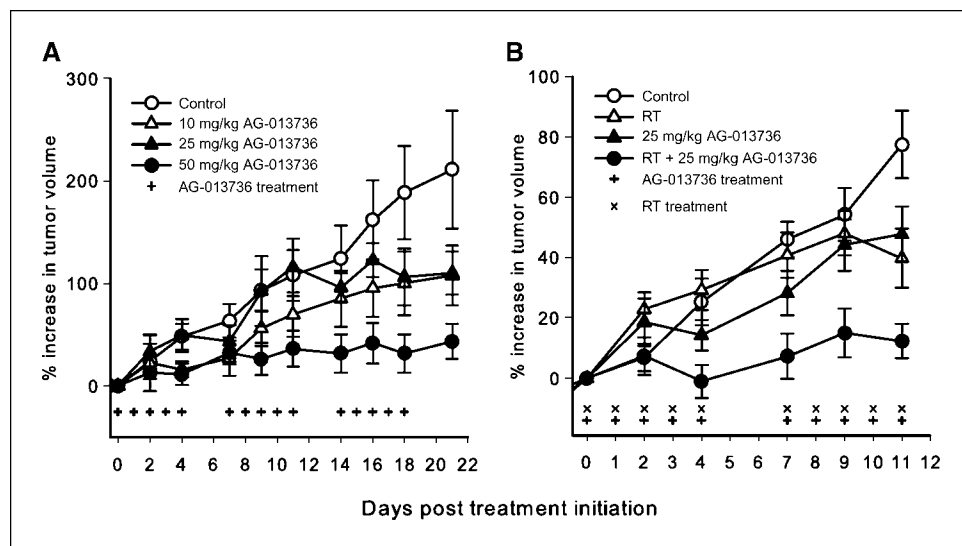 A
% increase in tumor volume
300
200
100
0
Control
10 mg/kg AG-013736
25 mg/kg AG-013736
50 mg/kg AG-013736
+ AG-013736 treatment
0 2 4 6 8 10 12 14 16 18 20 22
B
% increase in tumor volume
100
80
60
40
20
0
Control
RT
25 mg/kg AG-013736
RT + 25 mg/kg AG-013736
+ AG-013736 treatment
× RT treatment
0 1 2 3 4 5 6 7 8 9 10 11 12
Days post treatment initiation